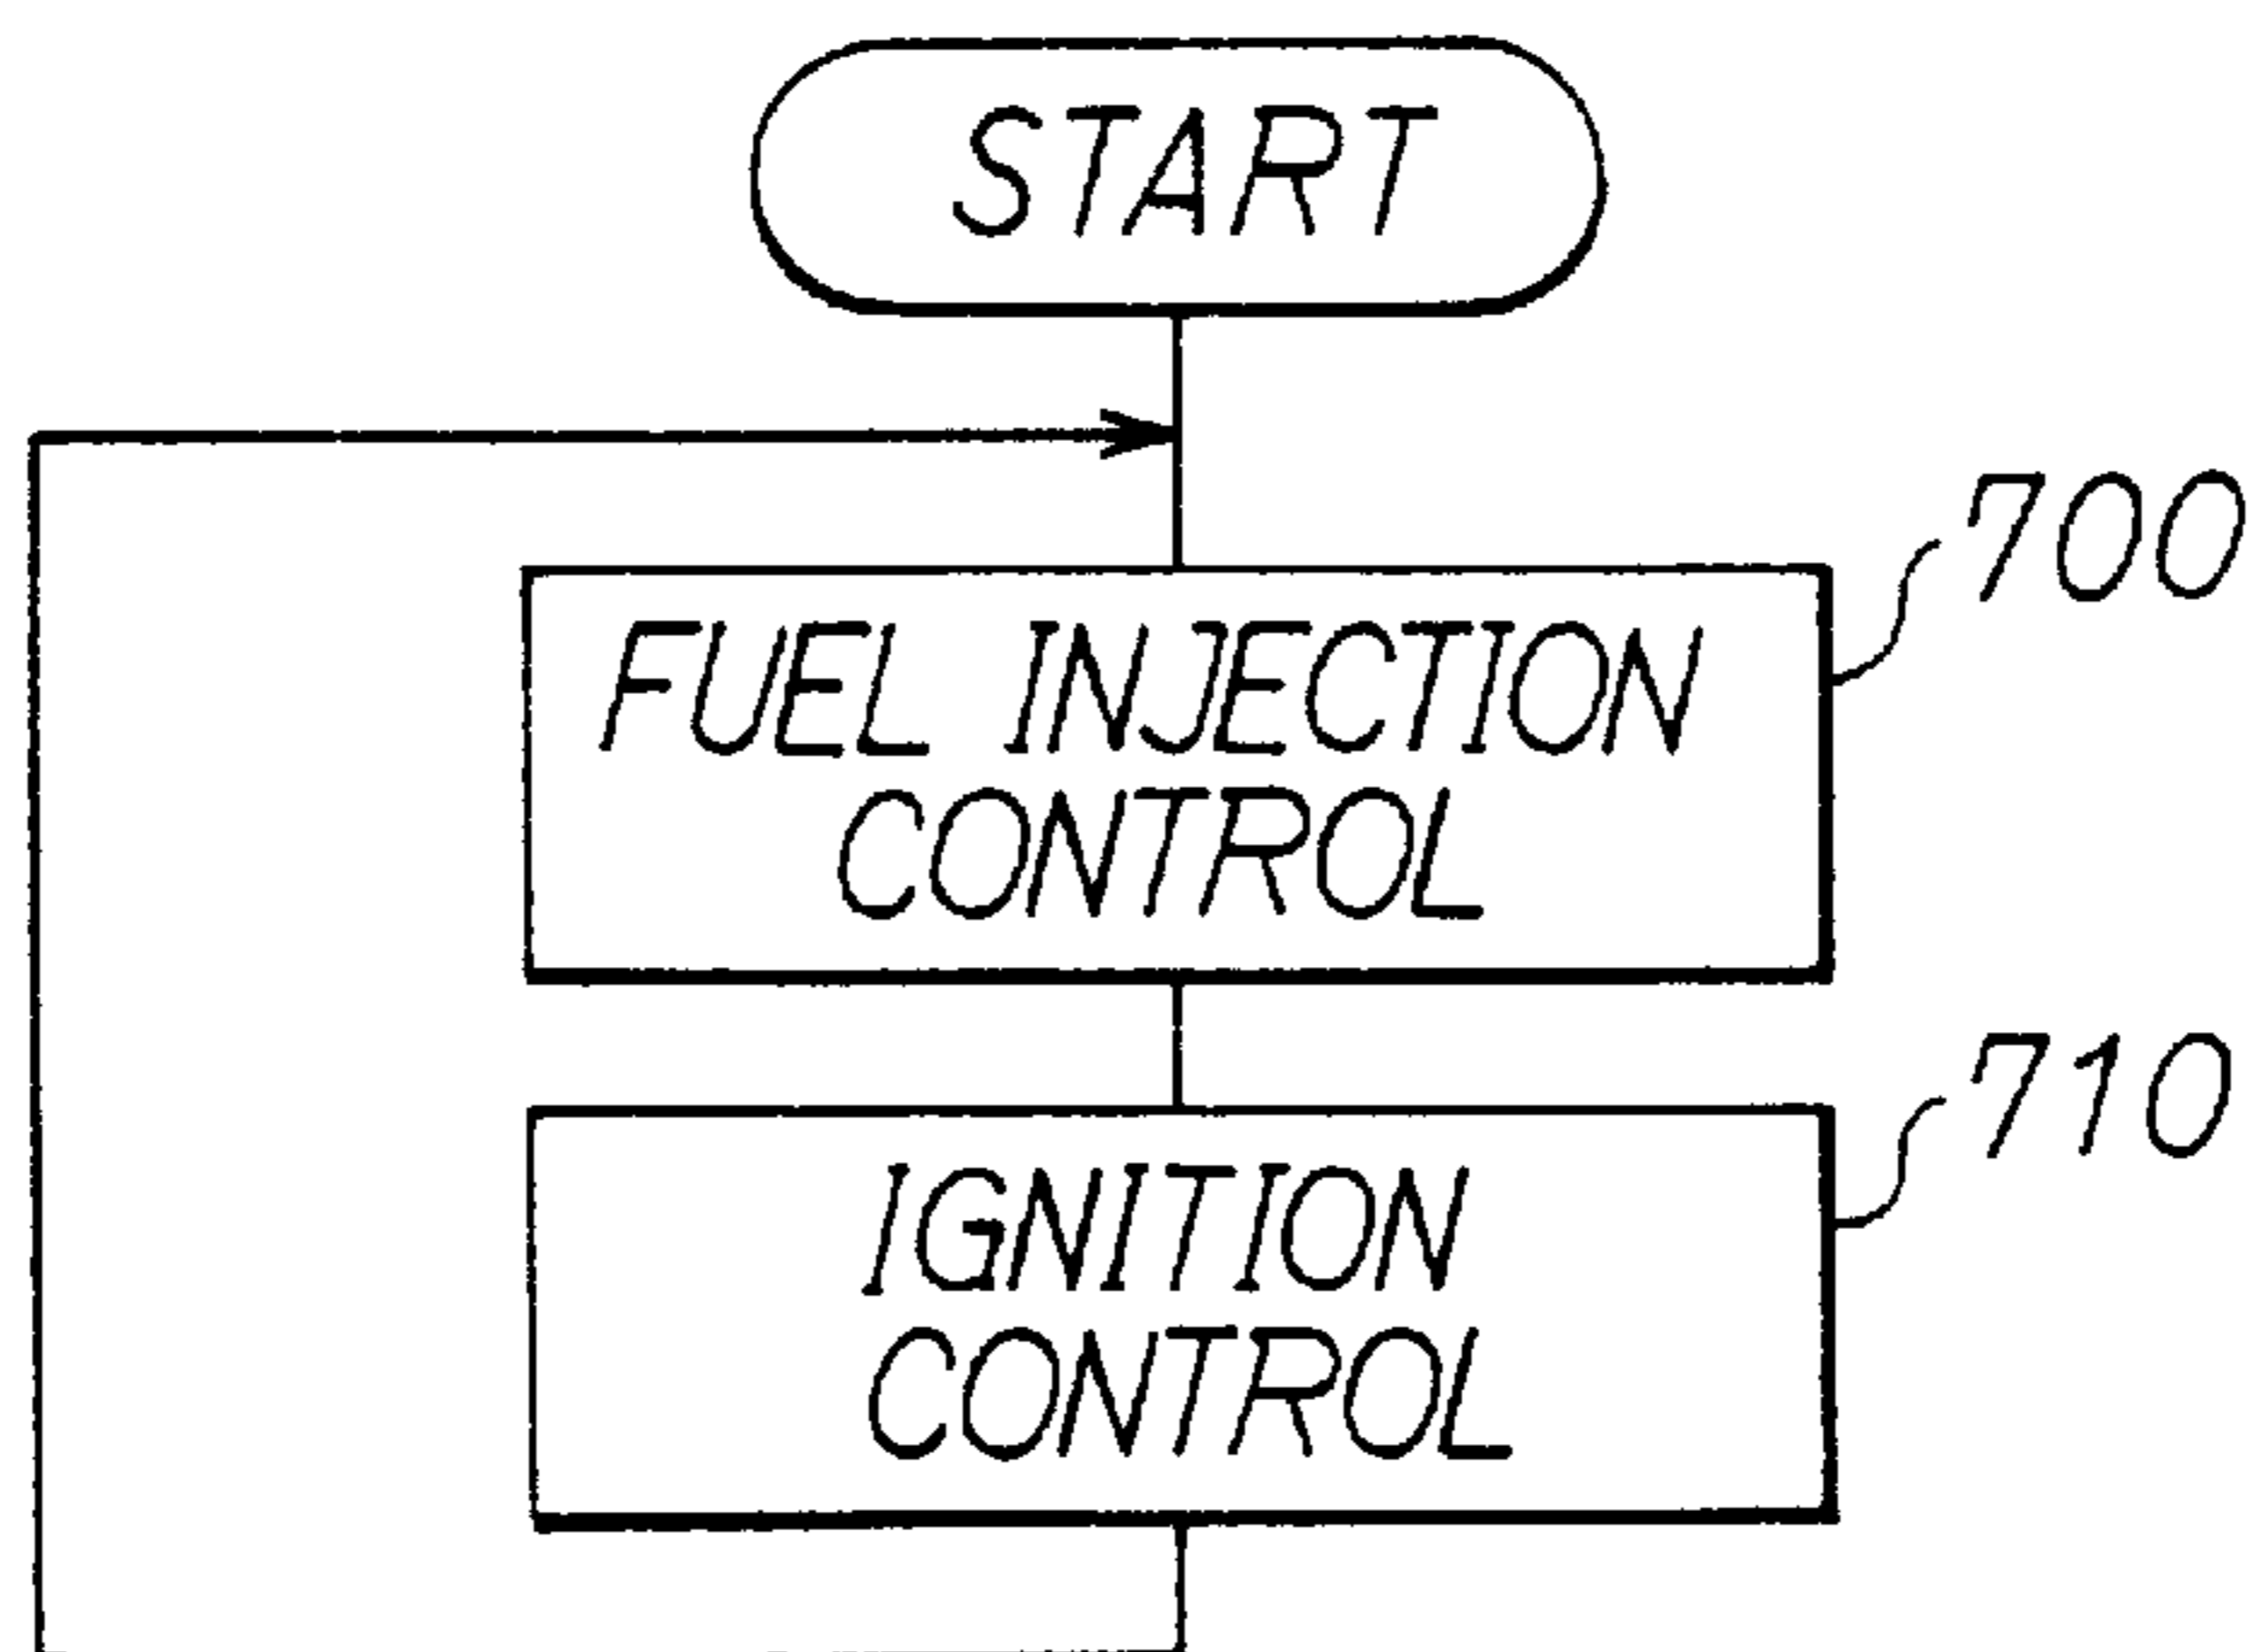 START
700
FUEL INJECTION
CONTROL
710
IGNITION
CONTROL